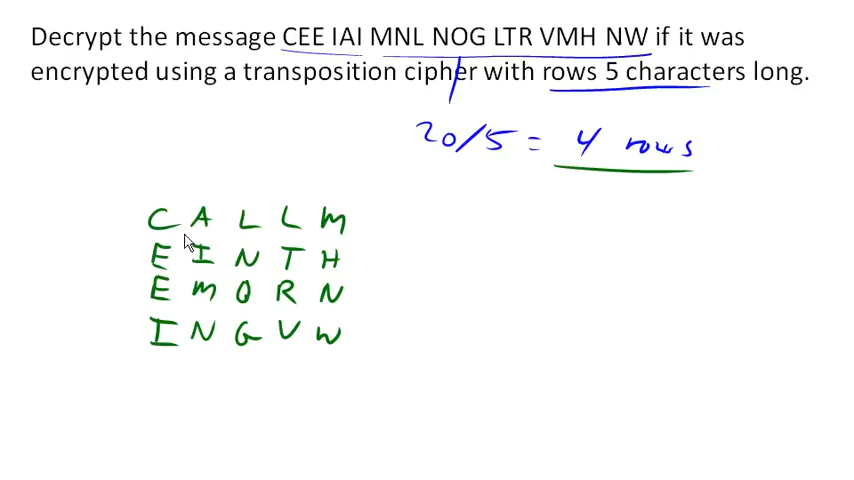 Decrypt the message CEE IAI MNL NOG LTR VMH NW if it was
encrypted using a transposition cipher with rows 5 characters long.
20/5 = 4 rows
C A L L M
E I N T H
E M O R N
I N G V W